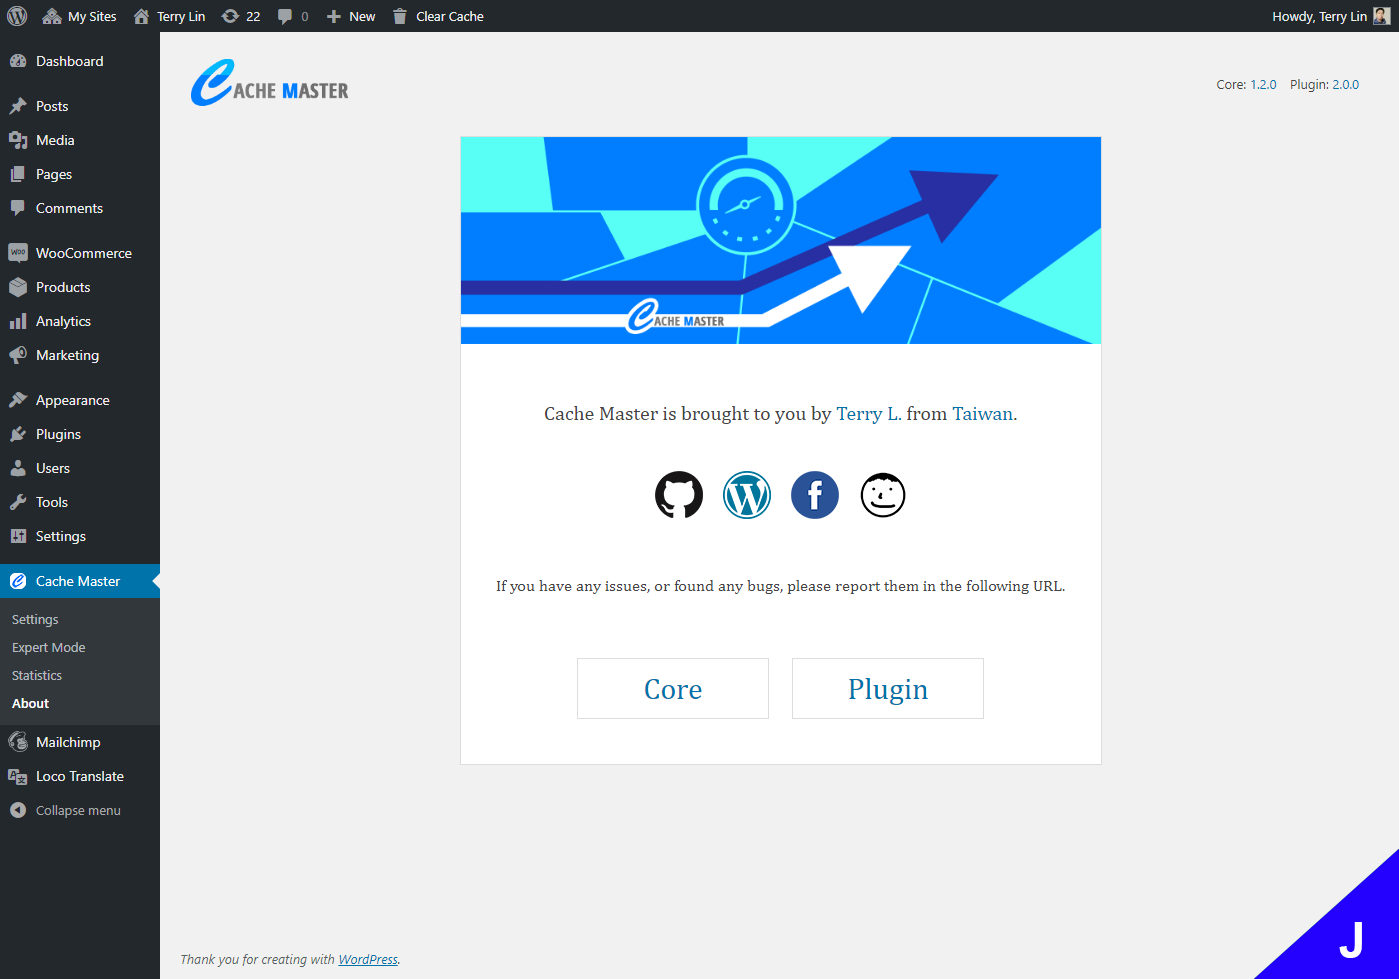 My Sites Terry Lin 22 0 New Clear Cache Howdy, Terry Lin
Dashboard
Posts
Media
Pages
Comments
WOO WooCommerce
Products
Analytics
Marketing
Appearance
Plugins
Users
Tools
Settings
Cache Master
Settings
Expert Mode
Statistics
About
Mailchimp
Loco Translate
Collapse menu
CACHE MASTER
Core: 1.2.0 Plugin: 2.0.0
CACHE MASTER
Cache Master is brought to you by Terry L. from Taiwan.
If you have any issues, or found any bugs, please report them in the following URL.
Core Plugin
Thank you for creating with WordPress.
J